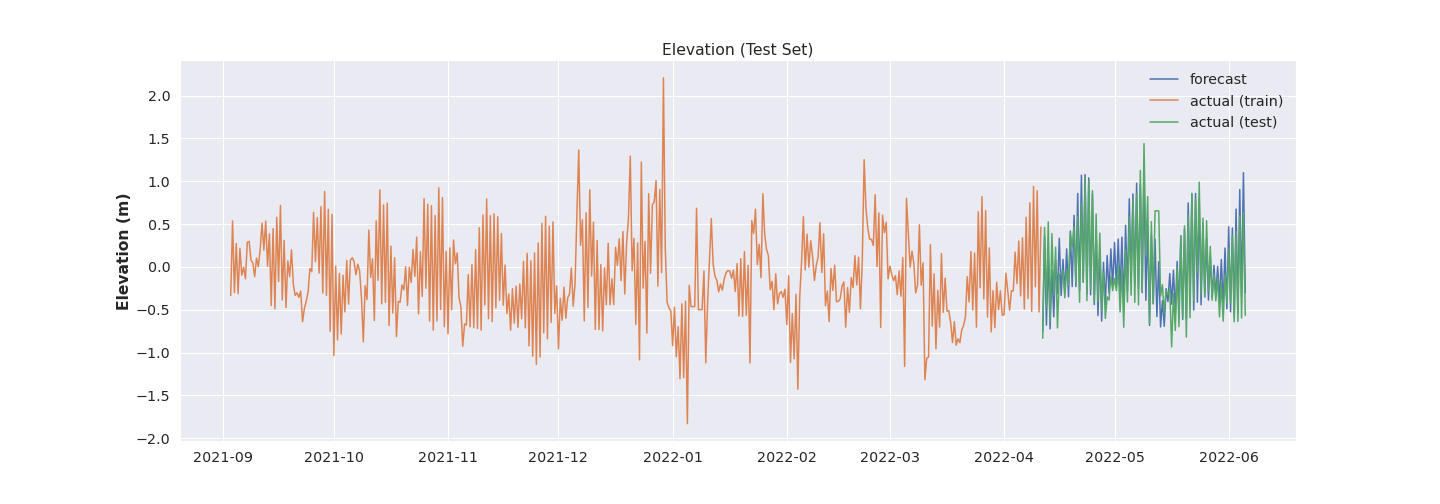 Elevation (Test Set)
forecast
actual (train)
actual (test)
Elevation (m)
2.0
1.5
1.0
0.5
0.0
−0.5
−1.0
−1.5
−2.0
2021-09 2021-10 2021-11 2021-12 2022-01 2022-02 2022-03 2022-04 2022-05 2022-06